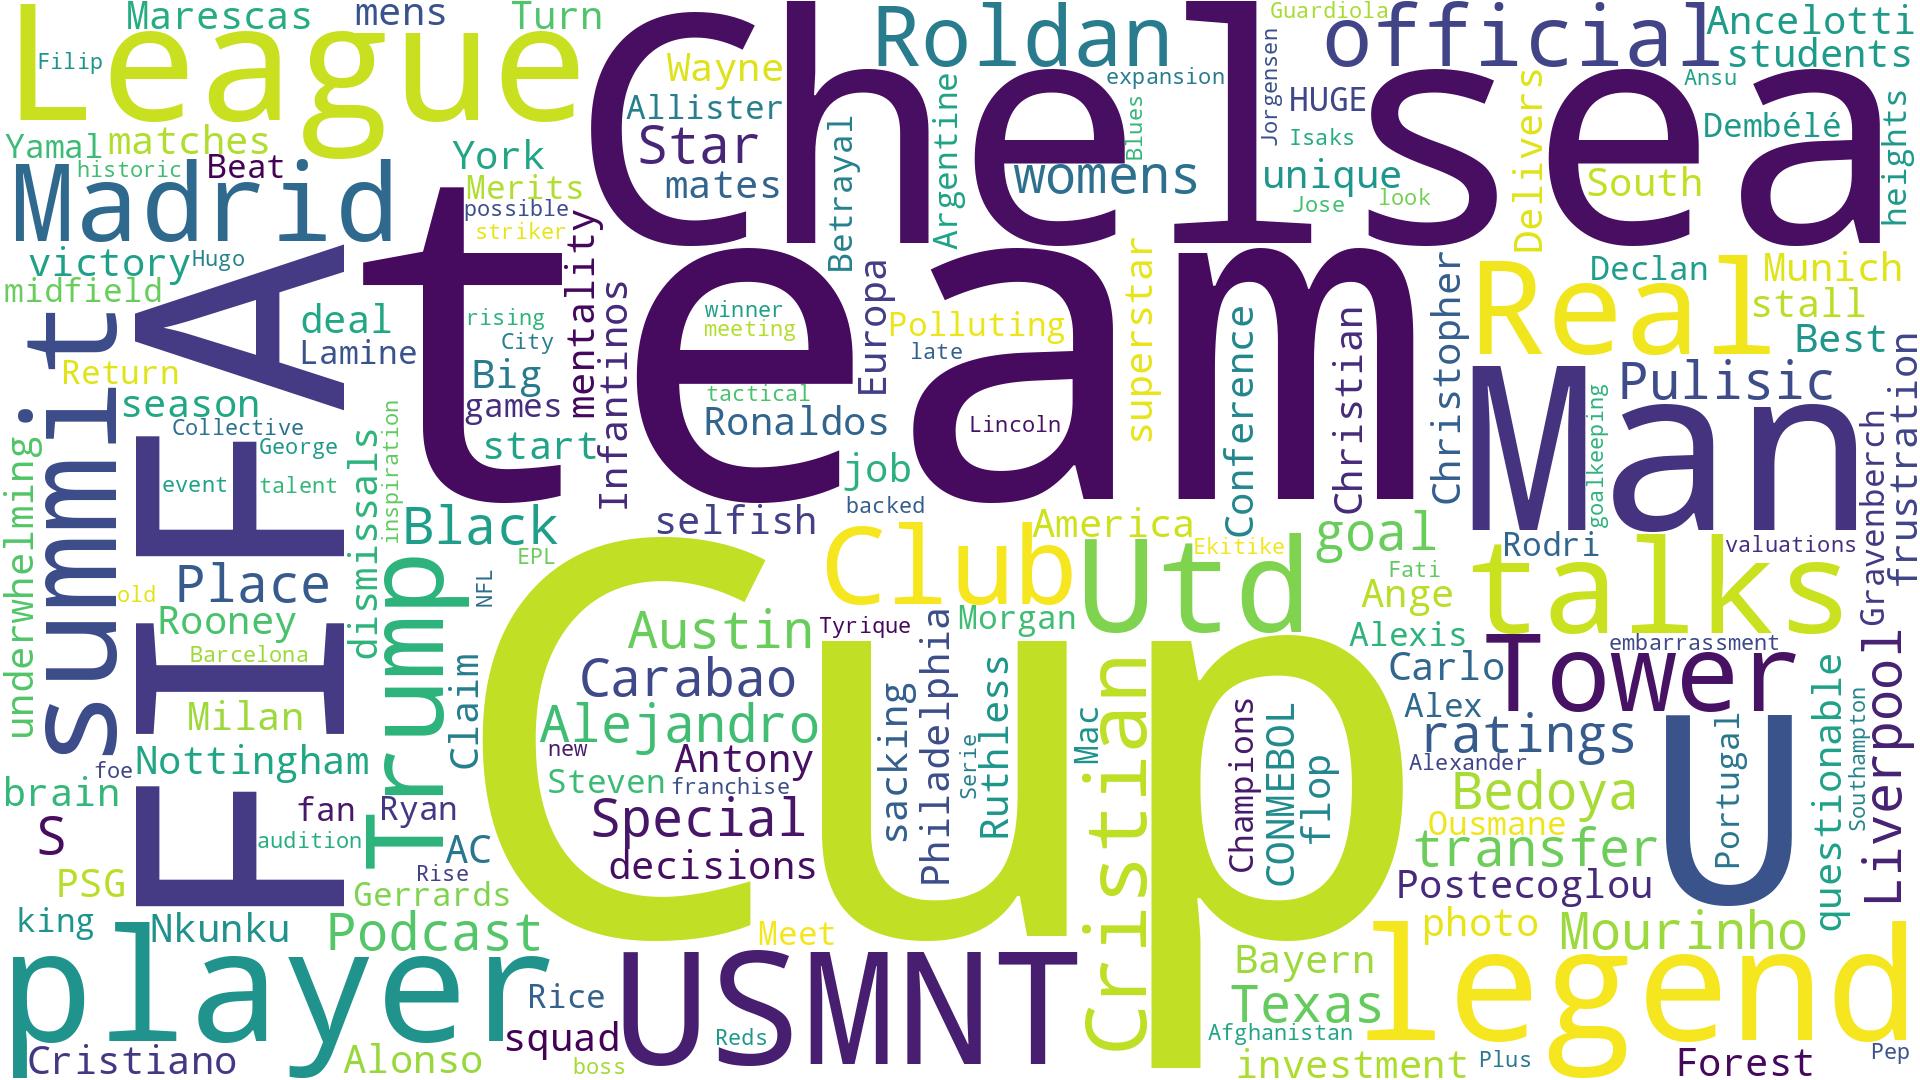 League
Marescas
mens
Turn
Filip
Chelsea
Wayne
Allister
Star
mates
Roldan
Guardiola
official
Ancelotti
students
expansion
Ansu
Jorgensen
HUGE
Isaks
Dembélé
Blues
Argentine
Betrayal
womens
unique
Jose
look
Delivers
South
heights
Yamal
matches
historic
Beat
York
Merits
possible
striker
Madrid
victory
Hugo
midfield
team
mentality
Infantinos
winner
meeting
Polluting
Europa
late
tactical
Ronaldos
Lincoln
superstar
Conference
Christian
Christopher
Real
Declan
Munich
stall
Best
summit
FIFA
deal
Lamine
rising
City
Big
games
start
Return
season
Collective
George
event
talent
dismissals
inspiration
underwhelming
job
backed
selfish
Man
Pulisic
goalkeeping
Gravenberch
frustration
Black
EPL
NFL
Club
America
Utd
Ekitike
goal
Fati
Rodri
valuations
talks
Ange
old
Place
Rooney
Barcelona
Milan
Nottingham
Trump
Claim
Cup
Austin
Carabao
Alejandro
new
Antony
Steven
franchise
Special
decisions
Tyrique
Morgan
Philadelphia
sacking
Serie
Ruthless
Mac
Cristian
Champions
CONMEBOL
flop
Alexis
Carlo
Alex
Tower
embarrassment
ratings
Alexander
Bedoya
Ousmane
transfer
Postecoglou
U
Portugal
questionable
Southampton
Liverpool
foe
brain
S
fan
Ryan
audition
AC
Rise
PSG
Gerrards
king
Nkunku
Podcast
player
Cristiano
Alonso
Rice
squad
boss
USMNT
Reds
Meet
Bayern
Texas
Afghanistan
investment
photo
Mourinho
legend
Plus
Forest
Pep